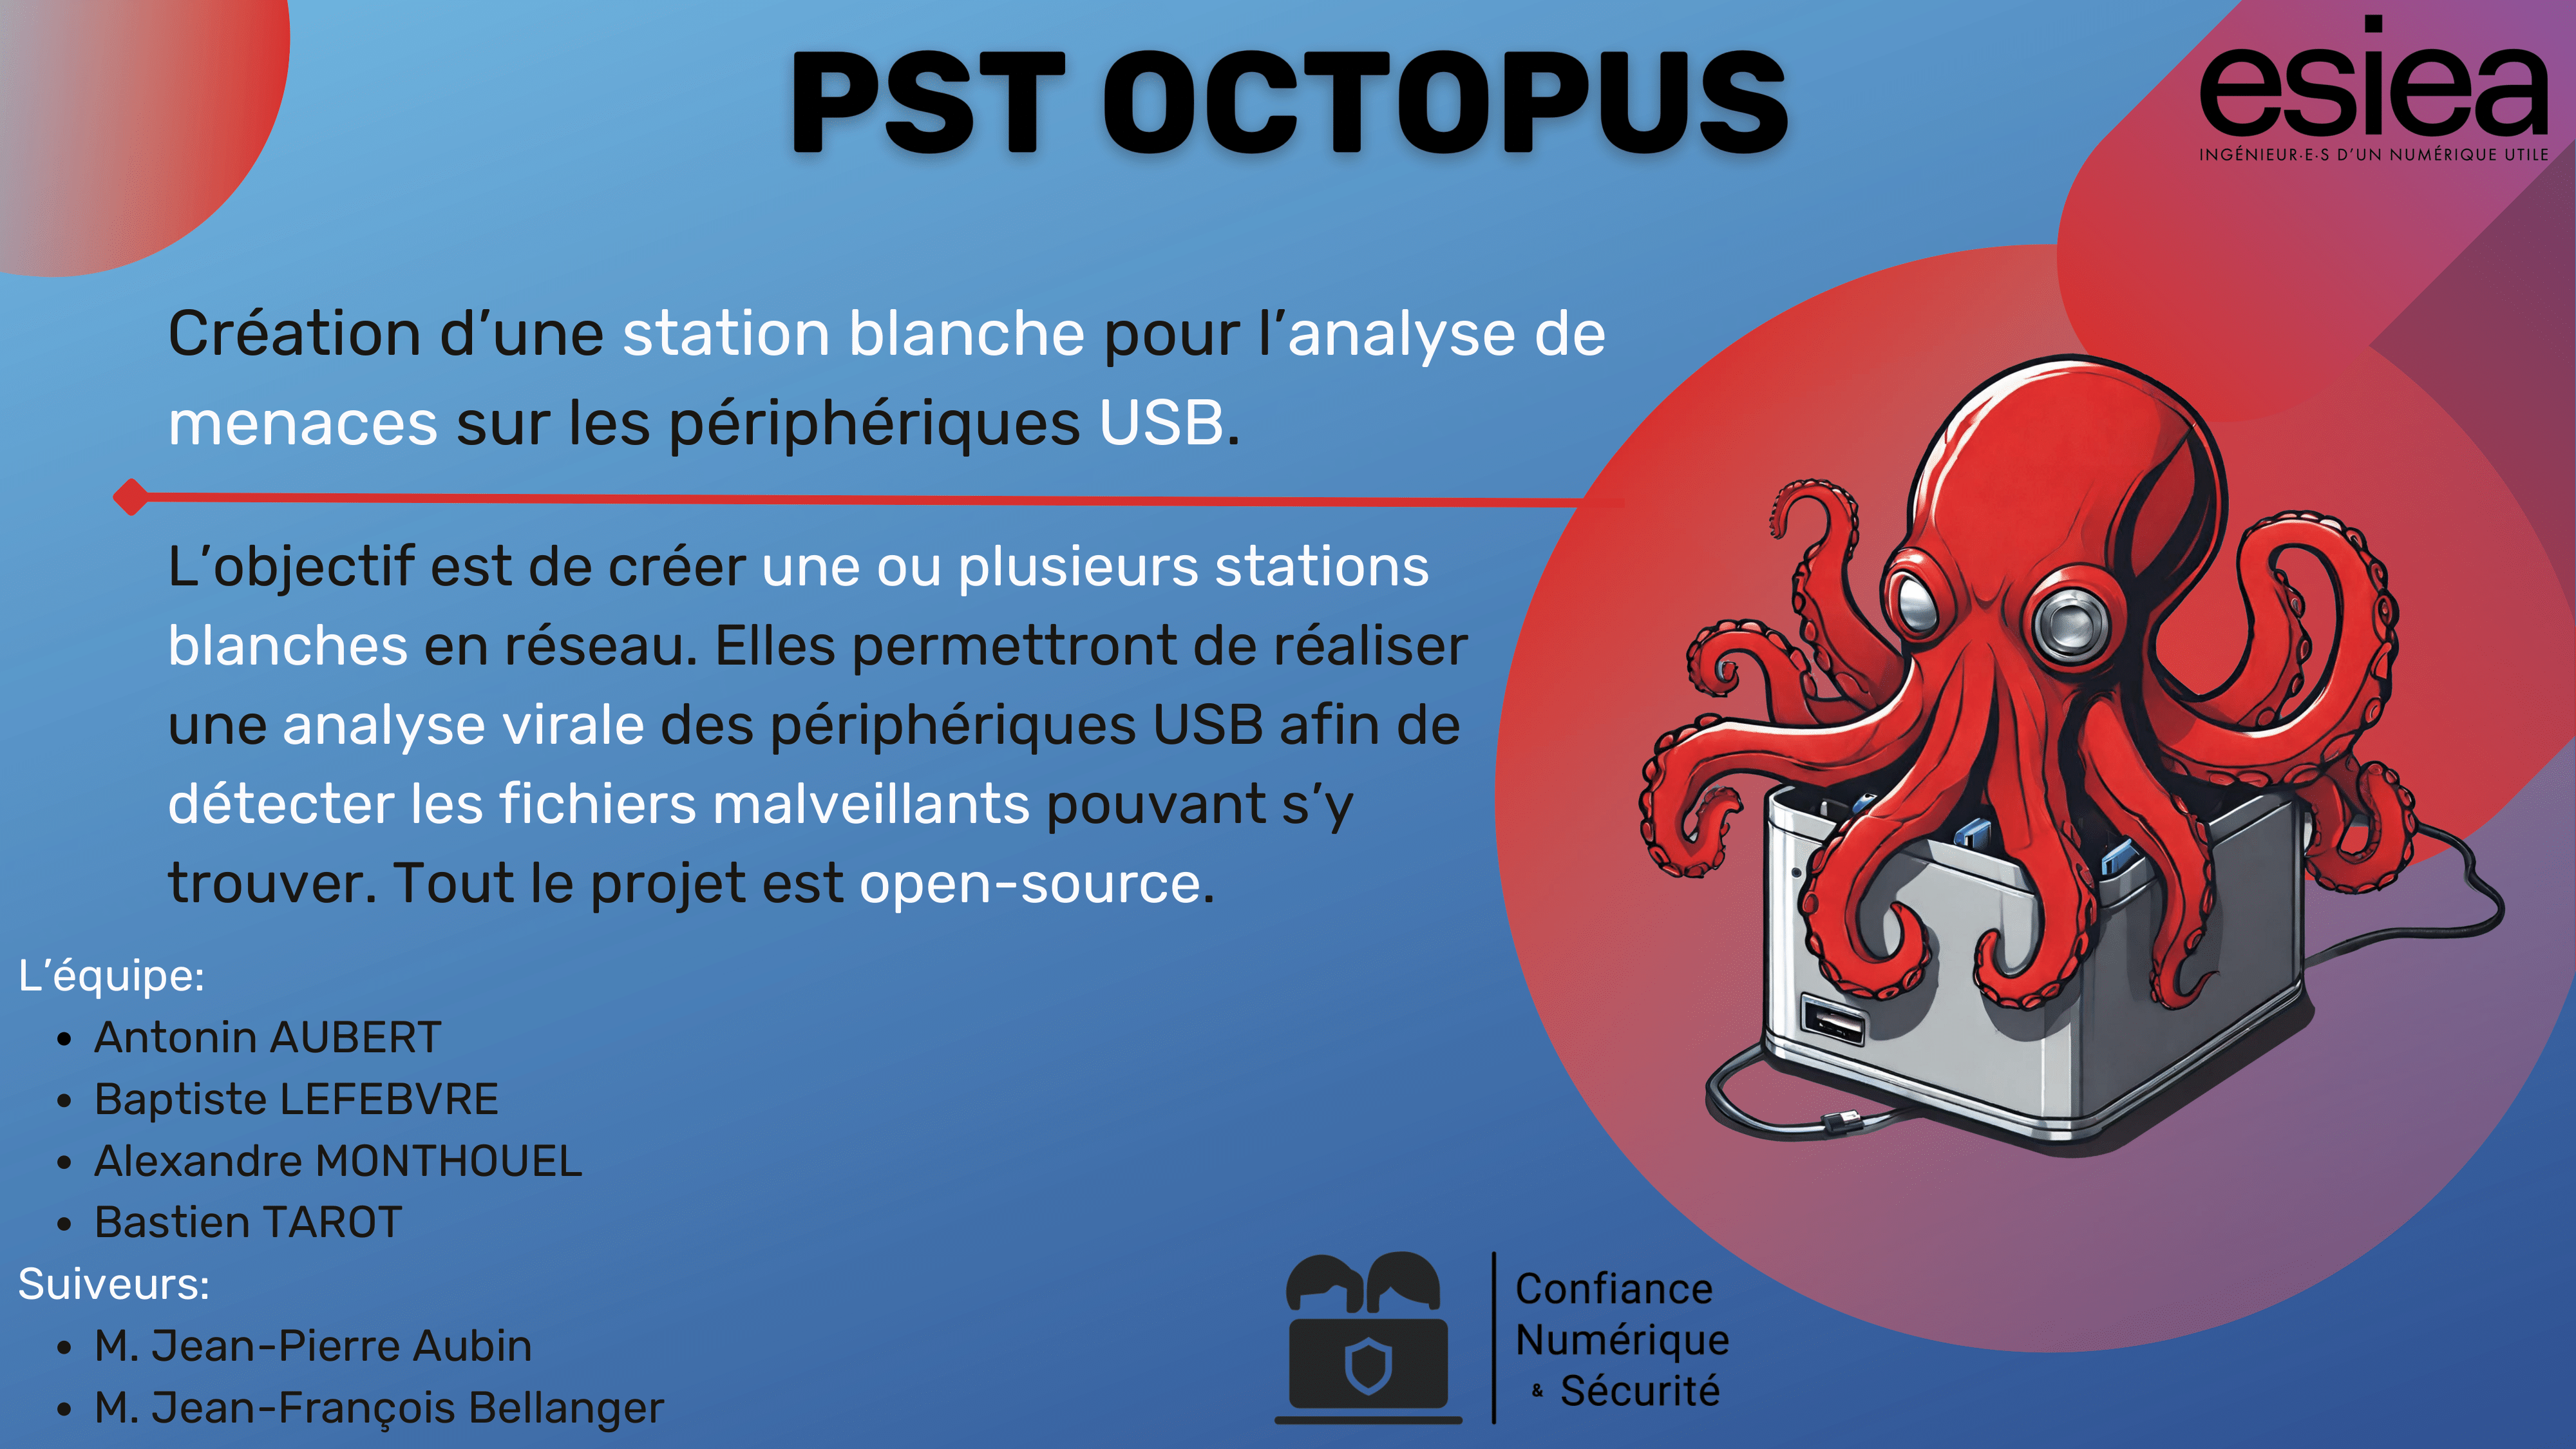 PST OCTOPUS
esiea
INGÉNIEUR·E·S D'UN NUMÉRIQUE UTILE
Création d'une station blanche pour l'analyse de
menaces sur les périphériques USB.
L'objectif est de créer une ou plusieurs stations
blanches en réseau. Elles permettront de réaliser
une analyse virale des périphériques USB afin de
détecter les fichiers malveillants pouvant s'y
trouver. Tout le projet est open-source.
L'équipe:
• Antonin AUBERT
• Baptiste LEFEBVRE
• Alexandre MONTHOUEL
• Bastien TAROT
Suiveurs:
• M. Jean-Pierre Aubin
• M. Jean-François Bellanger
Confiance
Numérique
& Sécurité